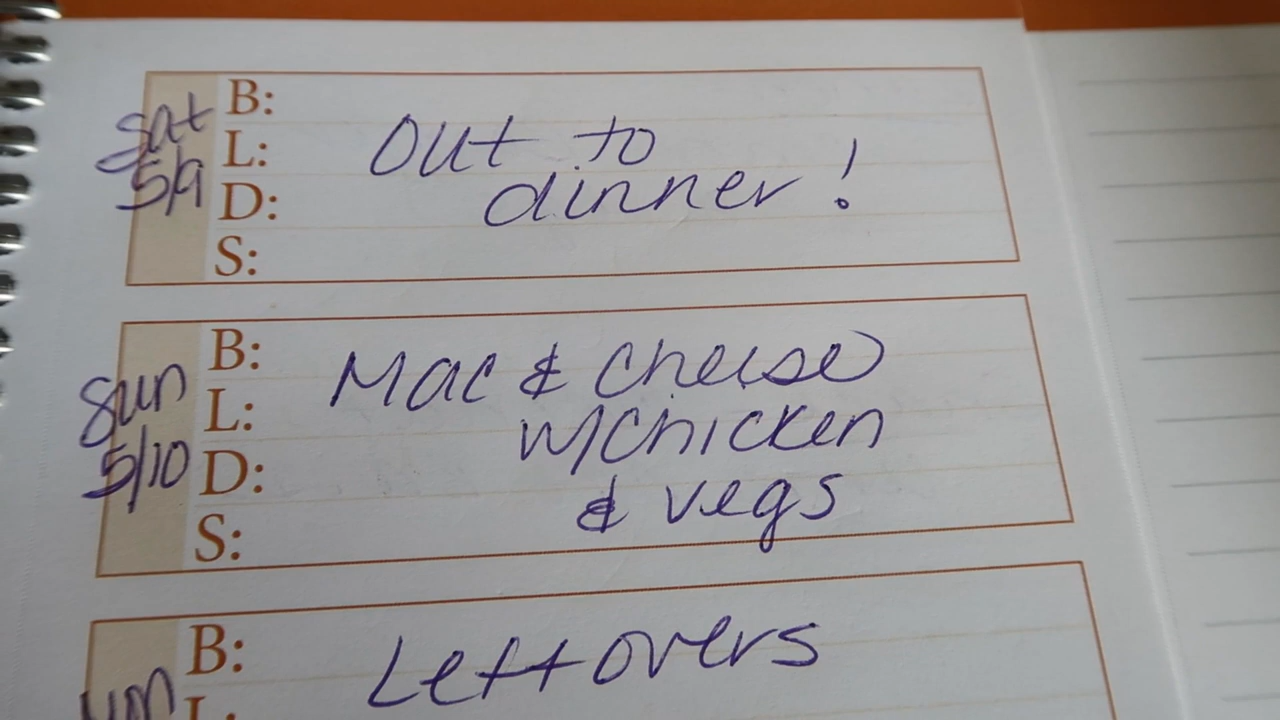 Sat
5/9
B:
L:
D:
S:
Out to
dinner!
Sun
5/10
B:
L:
D:
S:
Mac & cheese
w/chicken
& vegs
B:
L:
Leftovers